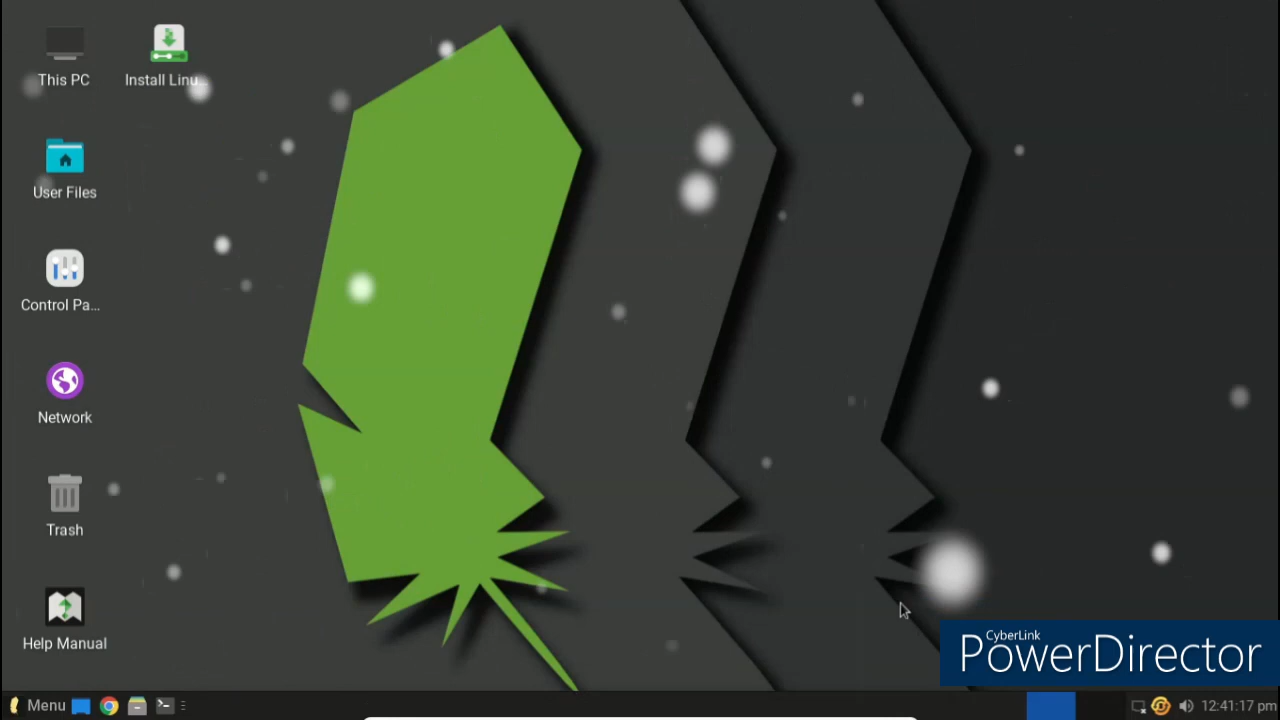 This PC
Install Linu...
User Files
Control Pa...
Network
Trash
Help Manual
CyberLink
PowerDirector
Menu
12:41:17 pm